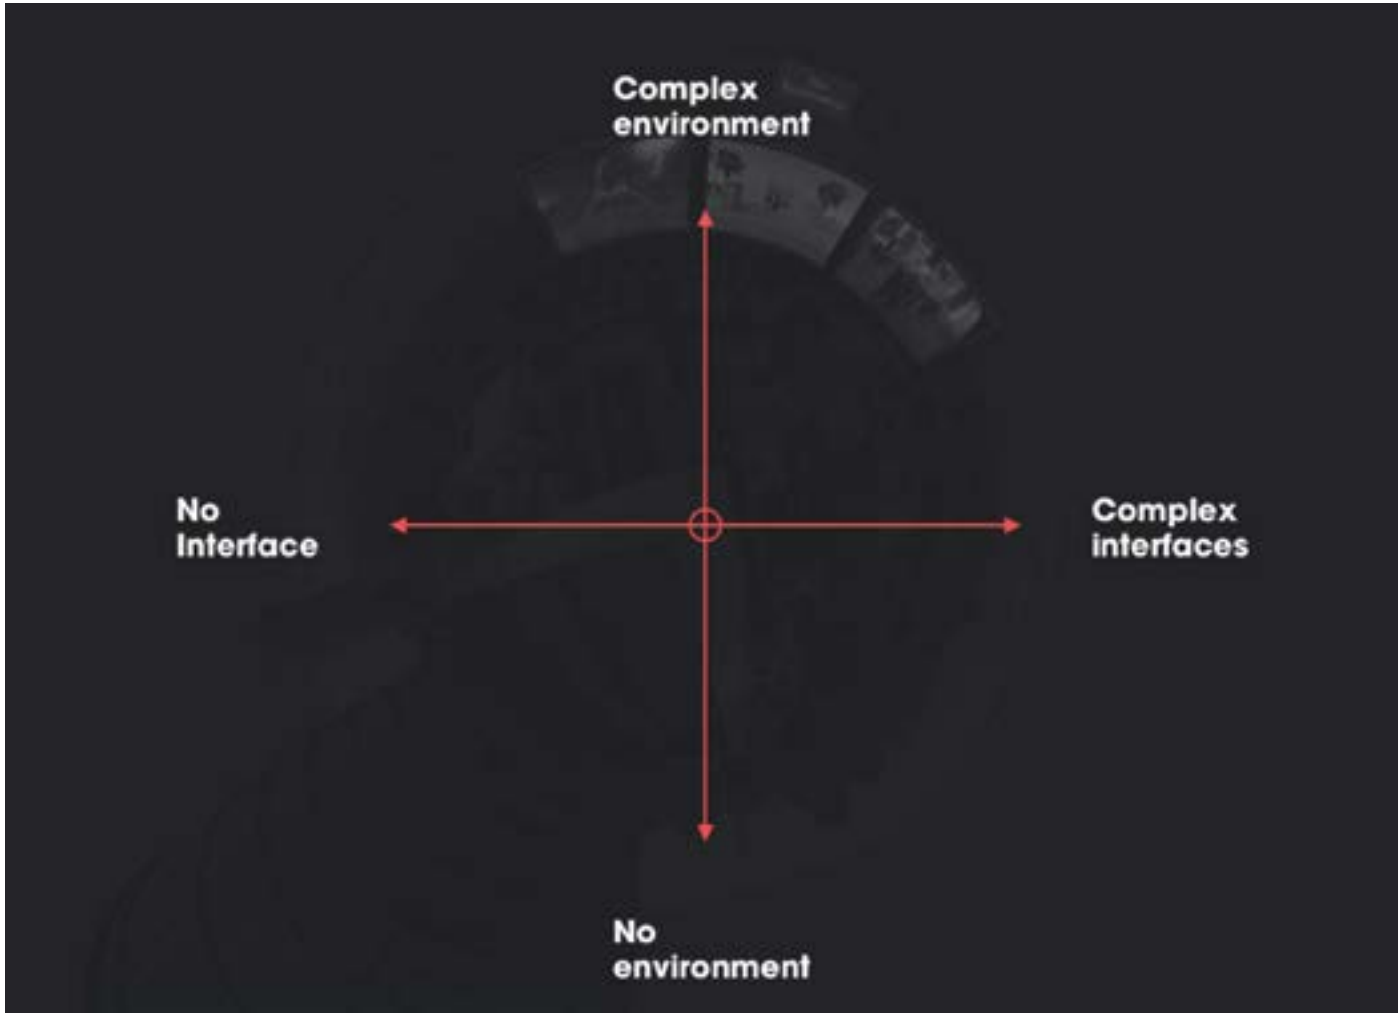 Complex
environment
No
Interface
Complex
interfaces
No
environment